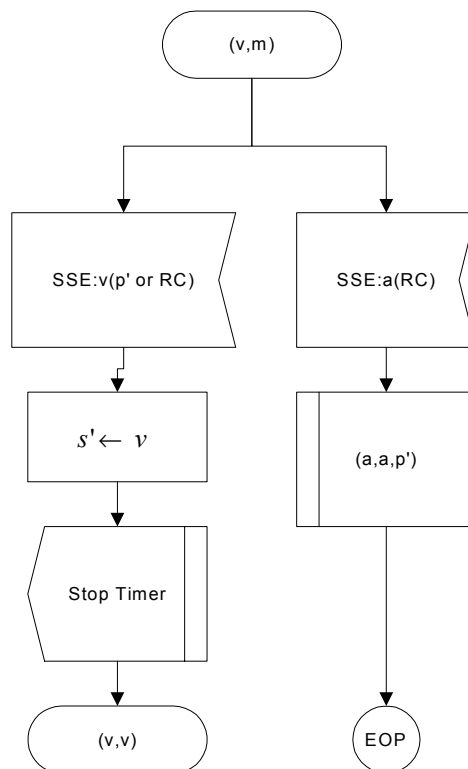 (v,m)
SSE:v(p' or RC)
SSE:a(RC)
s' ← v
(a,a,p')
Stop Timer
(v,v)
EOP